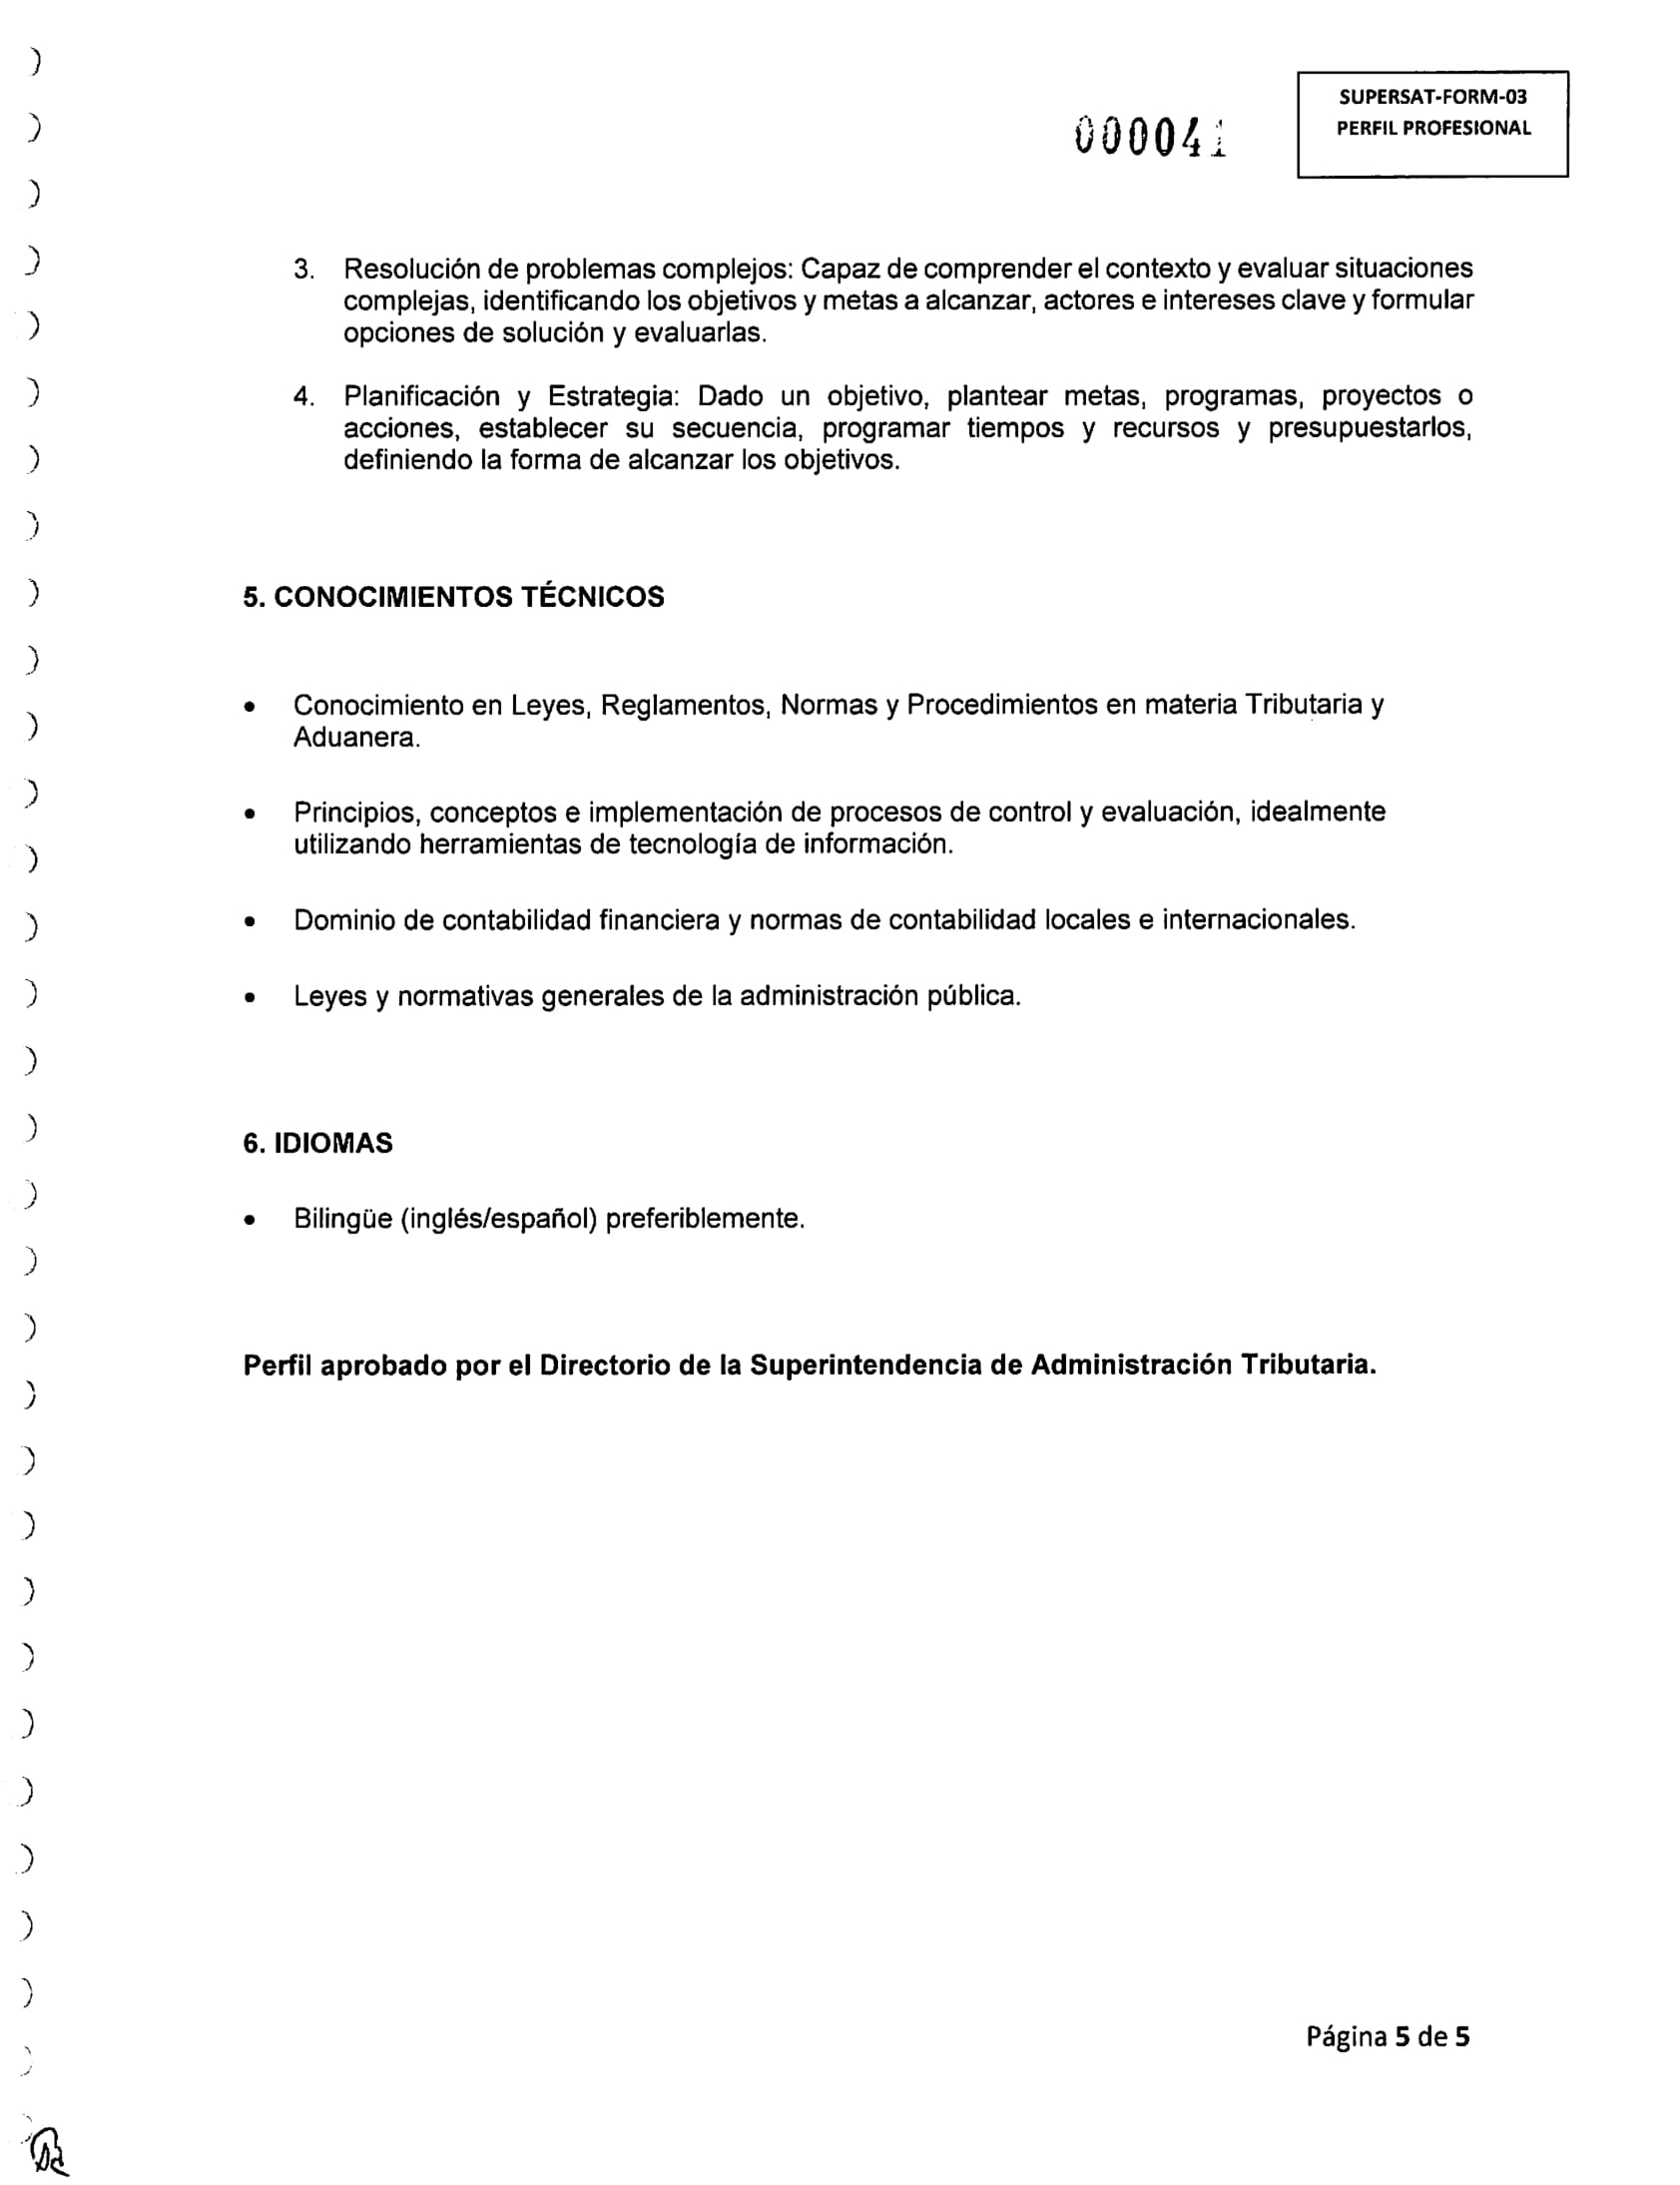 000041
SUPERSAT-FORM-03
PERFIL PROFESIONAL
3. Resolución de problemas complejos: Capaz de comprender el contexto y evaluar situaciones
complejas, identificando los objetivos y metas a alcanzar, actores e intereses clave y formular
opciones de solución y evaluarlas.
4. Planificación y Estrategia: Dado un objetivo, plantear metas, programas, proyectos o
acciones, establecer su secuencia, programar tiempos y recursos y presupuestarlos,
definiendo la forma de alcanzar los objetivos.
5. CONOCIMIENTOS TÉCNICOS
• Conocimiento en Leyes, Reglamentos, Normas y Procedimientos en materia Tributaria y
Aduanera.
• Principios, conceptos e implementación de procesos de control y evaluación, idealmente
utilizando herramientas de tecnología de información.
• Dominio de contabilidad financiera y normas de contabilidad locales e internacionales.
• Leyes y normativas generales de la administración pública.
6. IDIOMAS
• Bilingüe (inglés/español) preferiblemente.
Perfil aprobado por el Directorio de la Superintendencia de Administración Tributaria.
Página 5 de 5